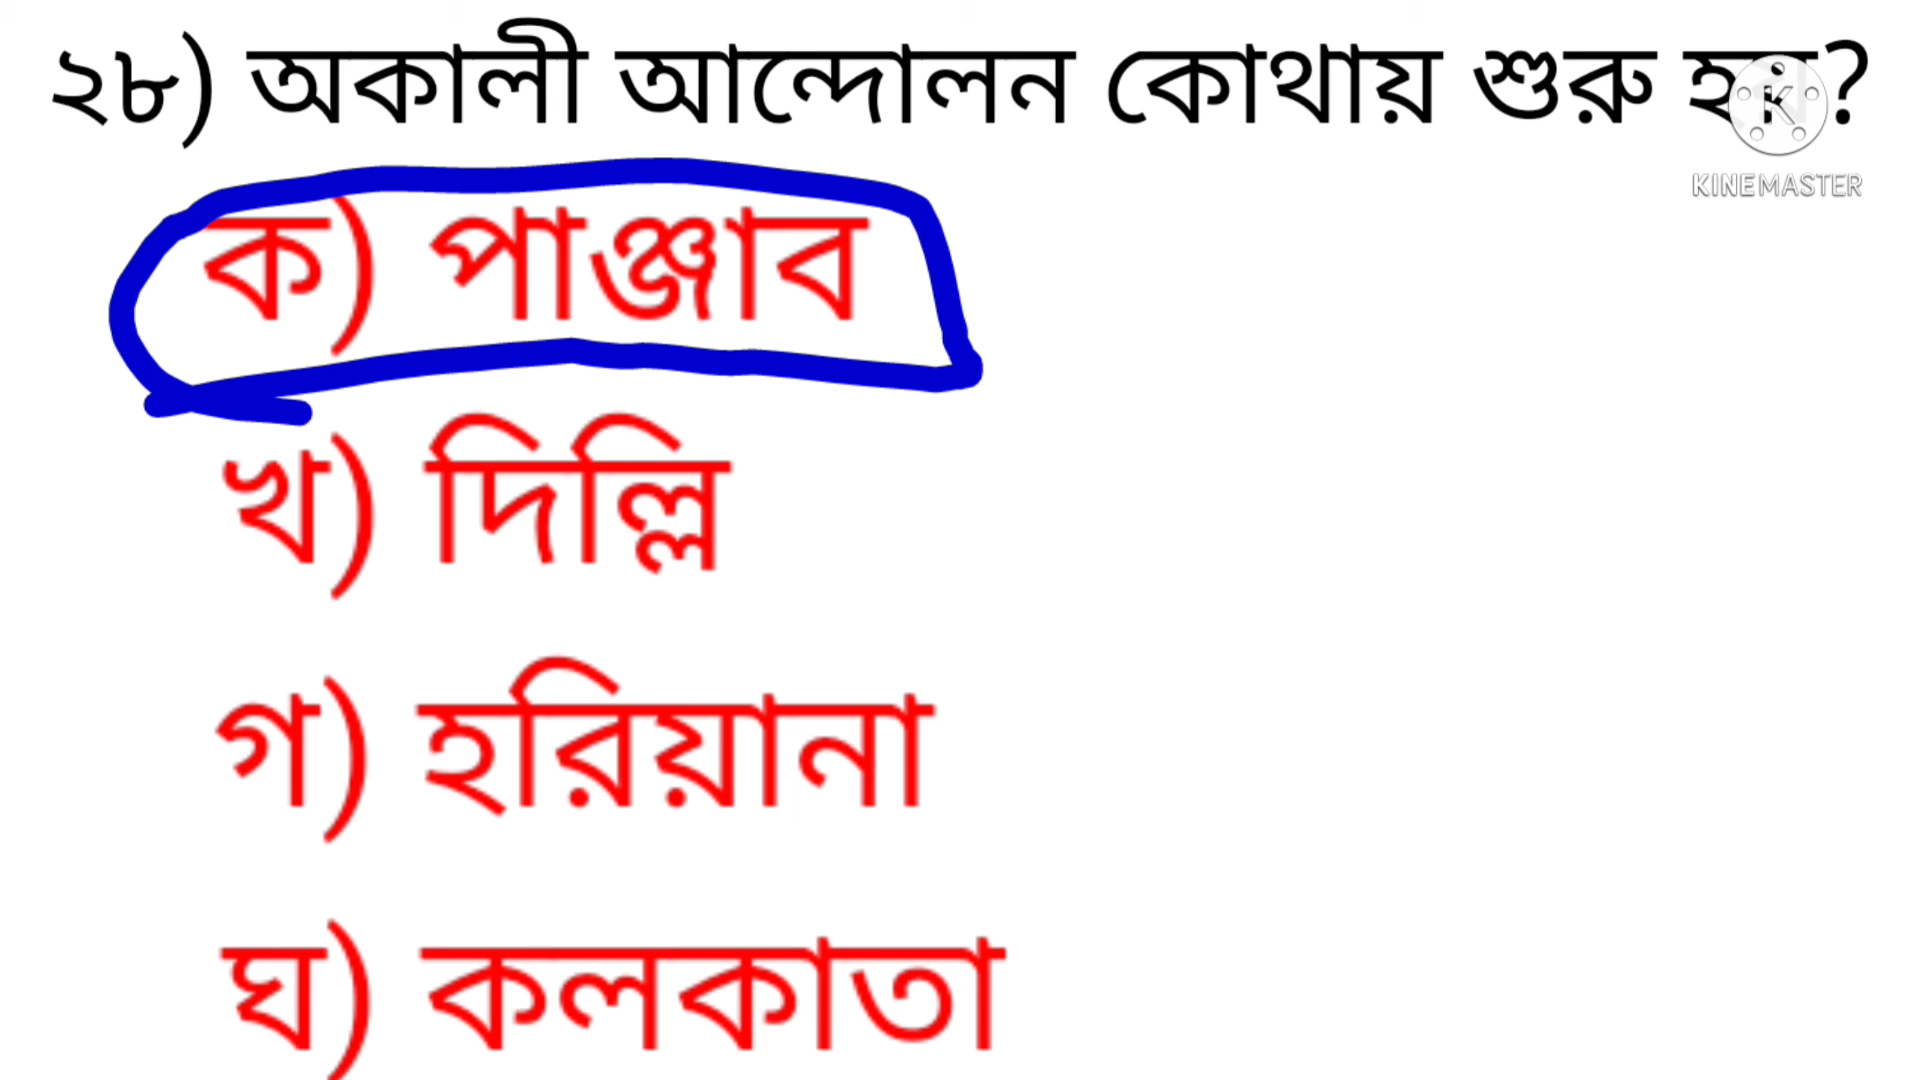 ২৮) অকালী আন্দোলন কোথায় শুরু হয়?
KINEMASTER
ক) পাঞ্জাব
খ) দিল্লি
গ) হরিয়ানা
ঘ) কলকাতা